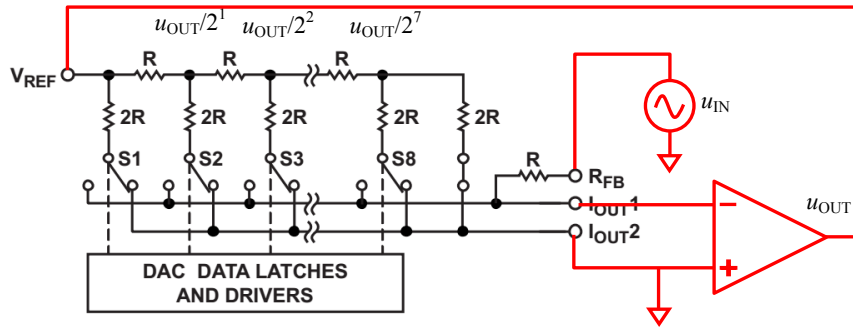 u_OUT/2^1 u_OUT/2^2 u_OUT/2^7
V_REF R R R
2R 2R 2R 2R 2R
u_IN
S1 S2 S3 S8
R R_FB
I_OUT1
u_OUT
I_OUT2
DAC DATA LATCHES
AND DRIVERS